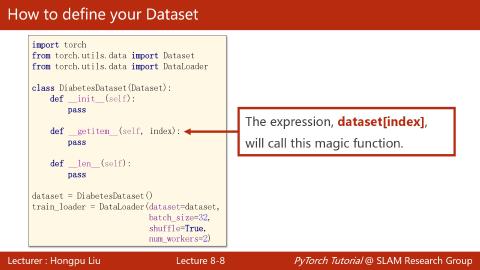 How to define your Dataset
import torch
from torch.utils.data import Dataset
from torch.utils.data import DataLoader
class DiabetesDataset(Dataset):
def __init__(self):
pass
def __getitem__(self, index):
pass
def __len__(self):
pass
dataset = DiabetesDataset()
train_loader = DataLoader(dataset=dataset,
batch_size=32,
shuffle=True,
num_workers=2)
The expression, dataset[index],
will call this magic function.
Lecturer : Hongpu Liu
Lecture 8-8
PyTorch Tutorial @ SLAM Research Group